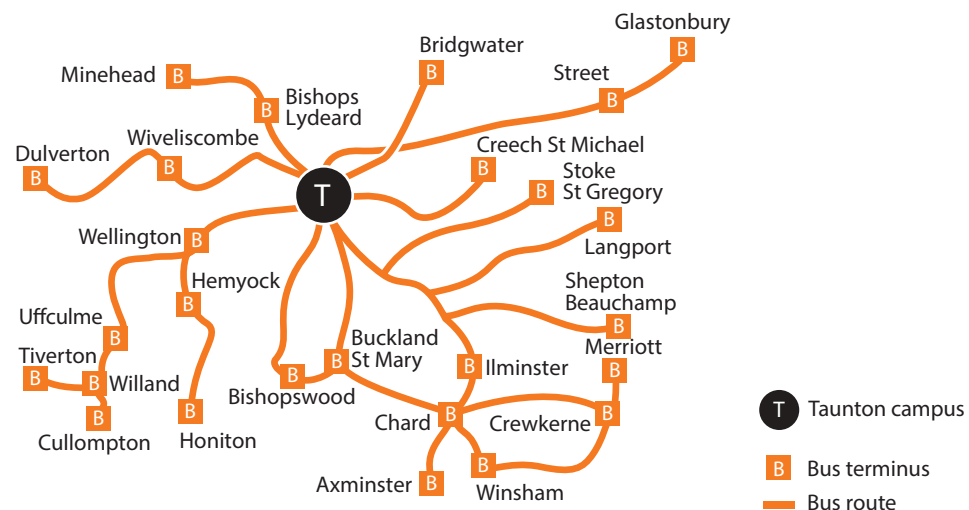 Glastonbury
B
Bridgwater
Street
B
Minehead B
B
Bishops
Lydeard
B
B
Wiveliscombe
Dulverton
B
B
Creech St Michael
B
Stoke
St Gregory
B
T
Langport
B
Wellington B
Hemyock
B
Shepton
Beauchamp
B
Uffculme
B
Buckland
St Mary
B
Merriott
B
Tiverton
B
B Willand
Bishopswood
B
B Ilminster
Cullompton
B
Honiton
B
Chard B
Crewkerne B
Axminster B
Winsham
B
T Taunton campus
B Bus terminus
Bus route